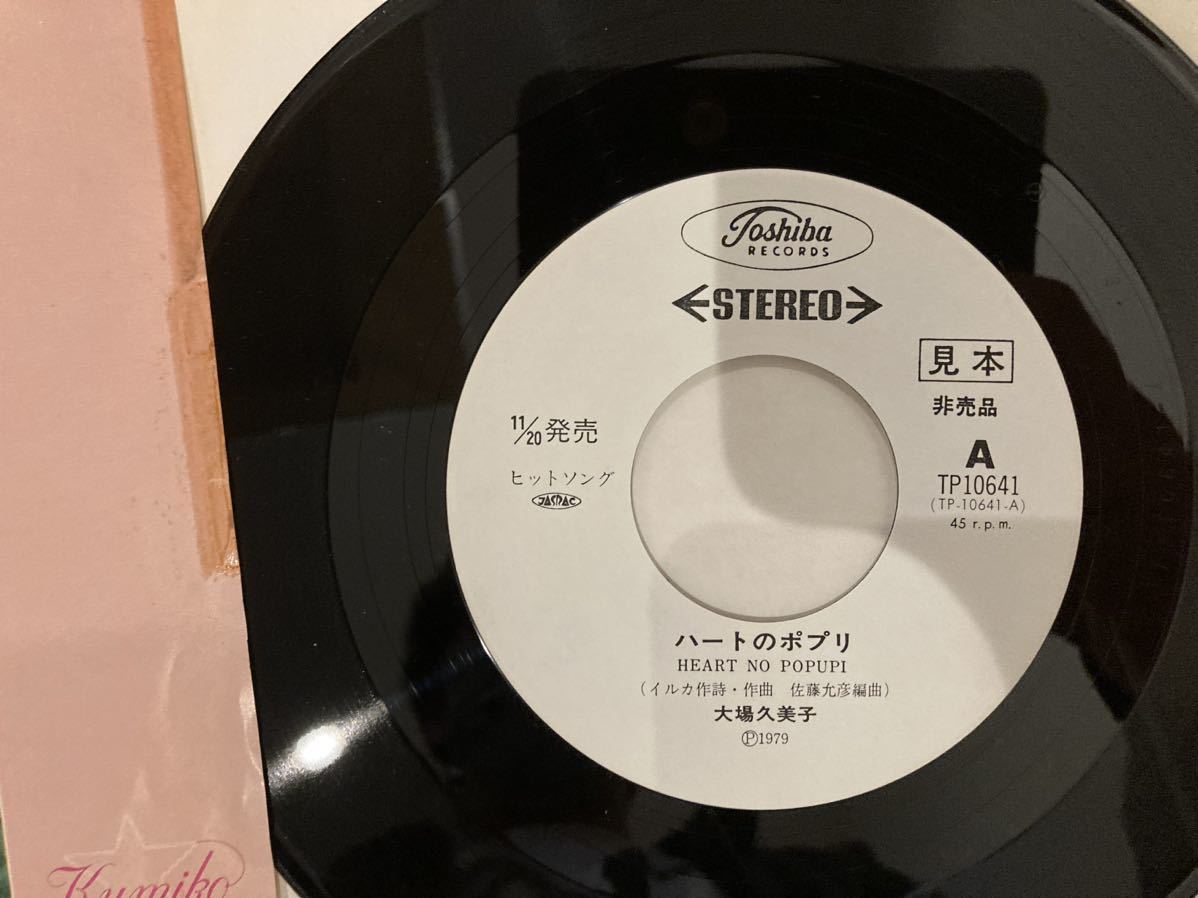 Toshiba
RECORDS
STEREO
見本
非売品
11/20発売
ヒットソング
JASRAC
A
TP10641
(TP-10641-A)
45 r.p.m.
ハートのポプリ
HEART NO POPUPI
(イルカ作詩・作曲 佐藤允彦編曲)
大場久美子
Ⓟ1979
Kumiko